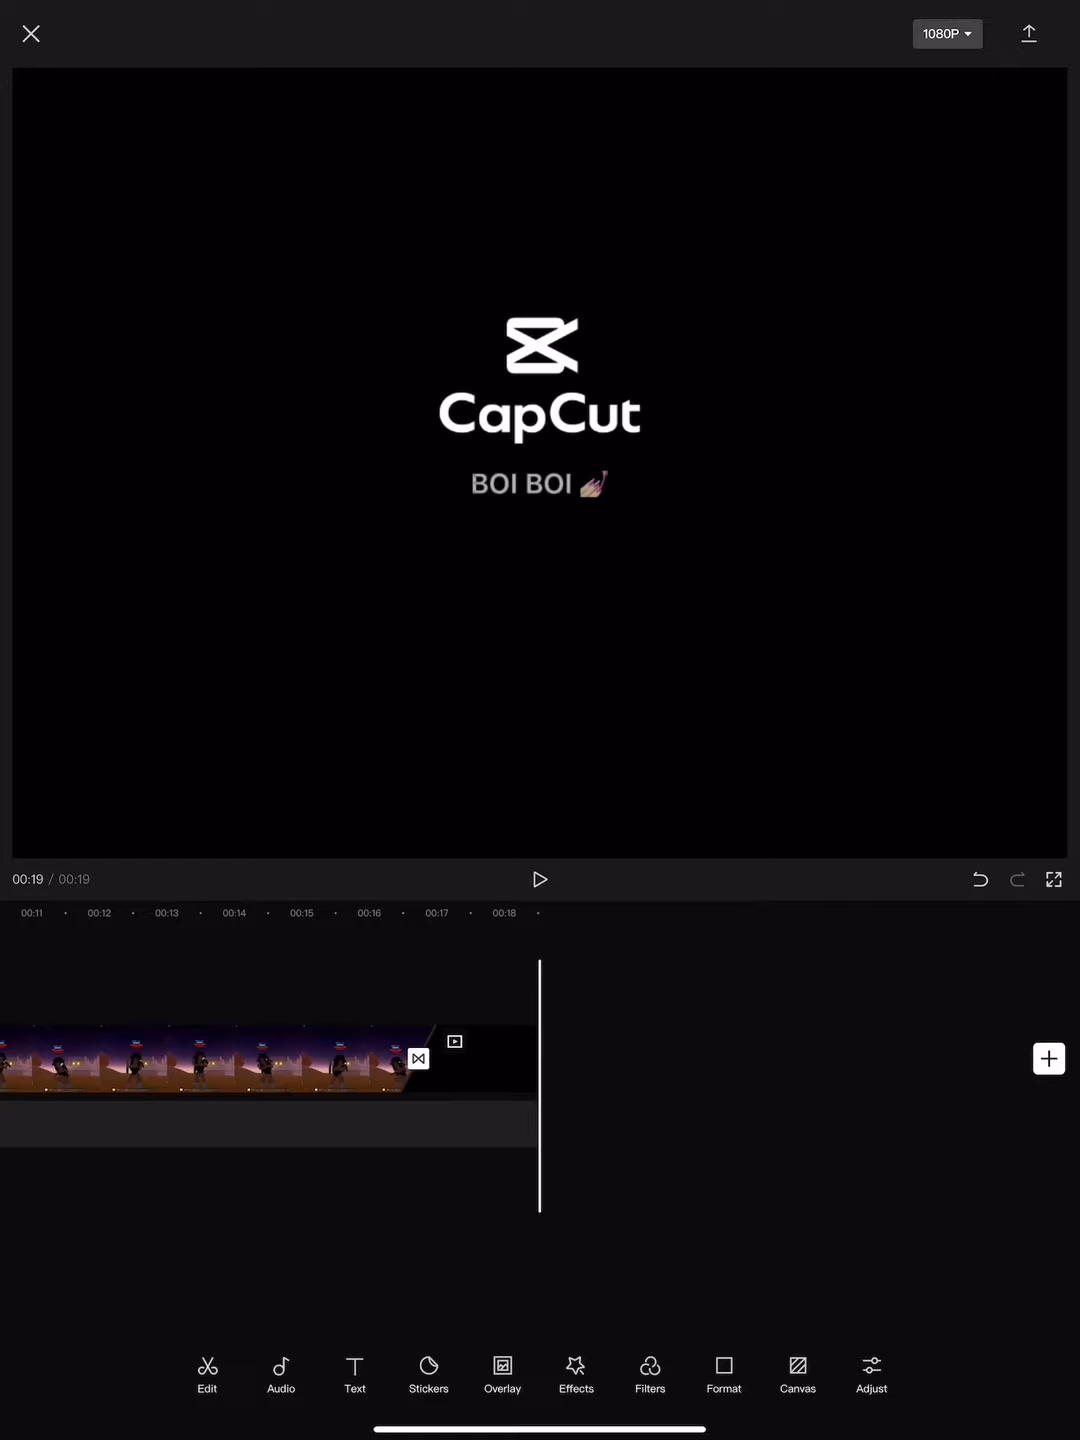 1080P
CapCut
BOI BOI 💅🏼
00:19 / 00:19
00:11 00:12 00:13 00:14 00:15 00:16 00:17 00:18
Edit Audio Text Stickers Overlay Effects Filters Format Canvas Adjust